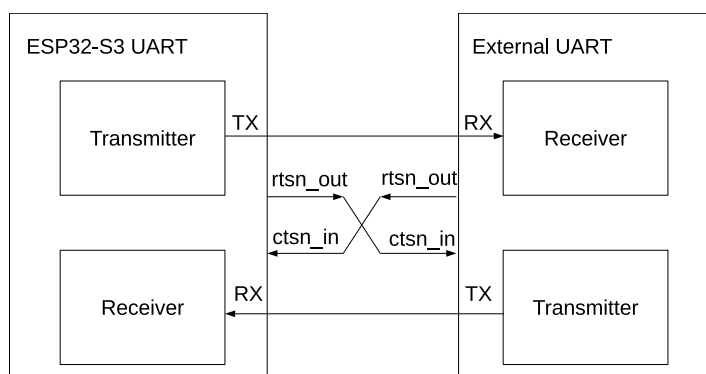 ESP32-S3 UART External UART
TX RX
Transmitter Receiver
rtsn_out rtsn_out
ctsn_in ctsn_in
RX TX
Receiver Transmitter